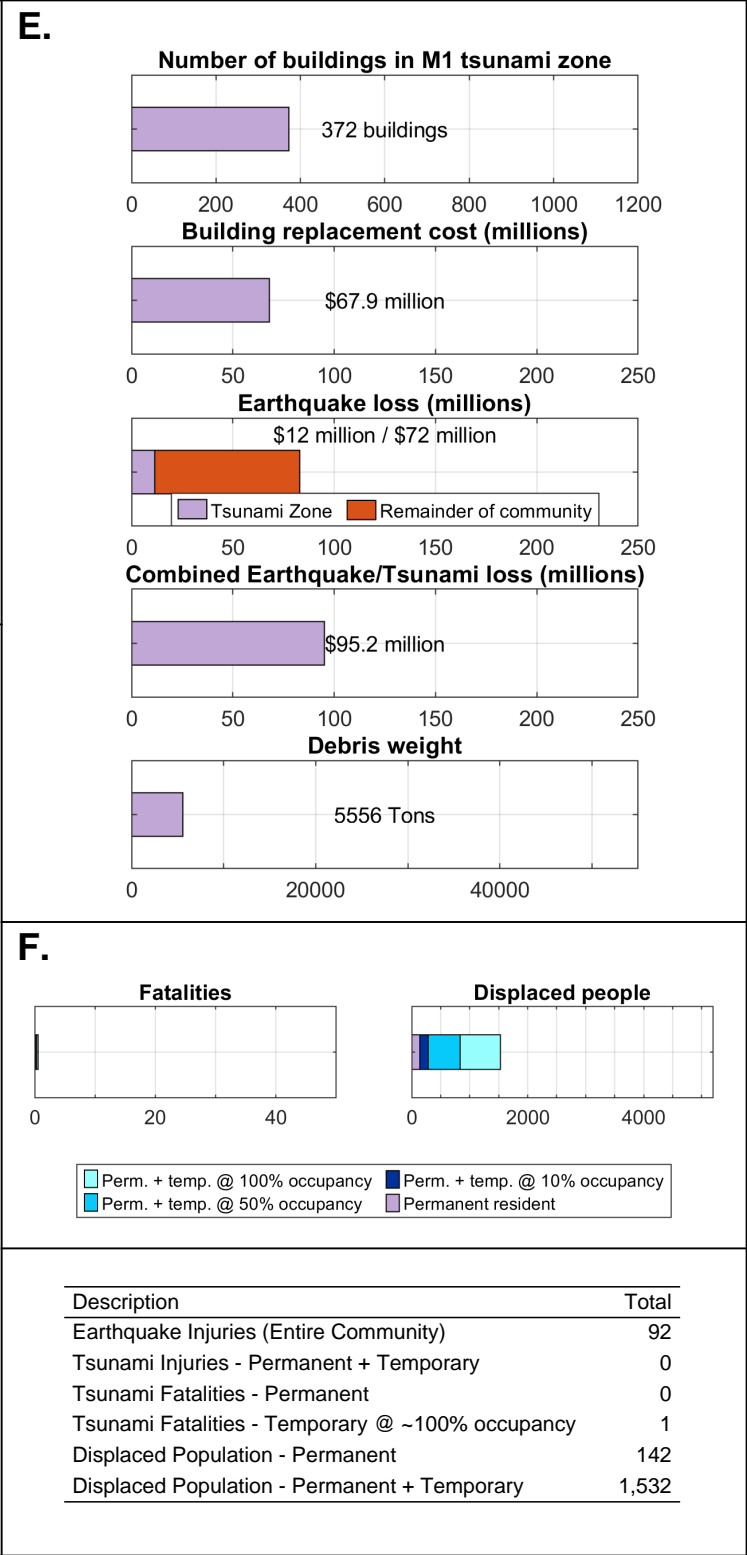 E.
Number of buildings in M1 tsunami zone
372 buildings
0 200 400 600 800 1000 1200
Building replacement cost (millions)
$67.9 million
0 50 100 150 200 250
Earthquake loss (millions)
$12 million / $72 million
Tsunami Zone Remainder of community
0 50 100 150 200 250
Combined Earthquake/Tsunami loss (millions)
$95.2 million
0 50 100 150 200 250
Debris weight
5556 Tons
0 20000 40000
F.
Fatalities Displaced people
0 20 40 0 2000 4000
Perm. + temp. @ 100% occupancy Perm. + temp. @ 10% occupancy
Perm. + temp. @ 50% occupancy Permanent resident
Description Total
Earthquake Injuries (Entire Community) 92
Tsunami Injuries - Permanent + Temporary 0
Tsunami Fatalities - Permanent 0
Tsunami Fatalities - Temporary @ ~100% occupancy 1
Displaced Population - Permanent 142
Displaced Population - Permanent + Temporary 1,532